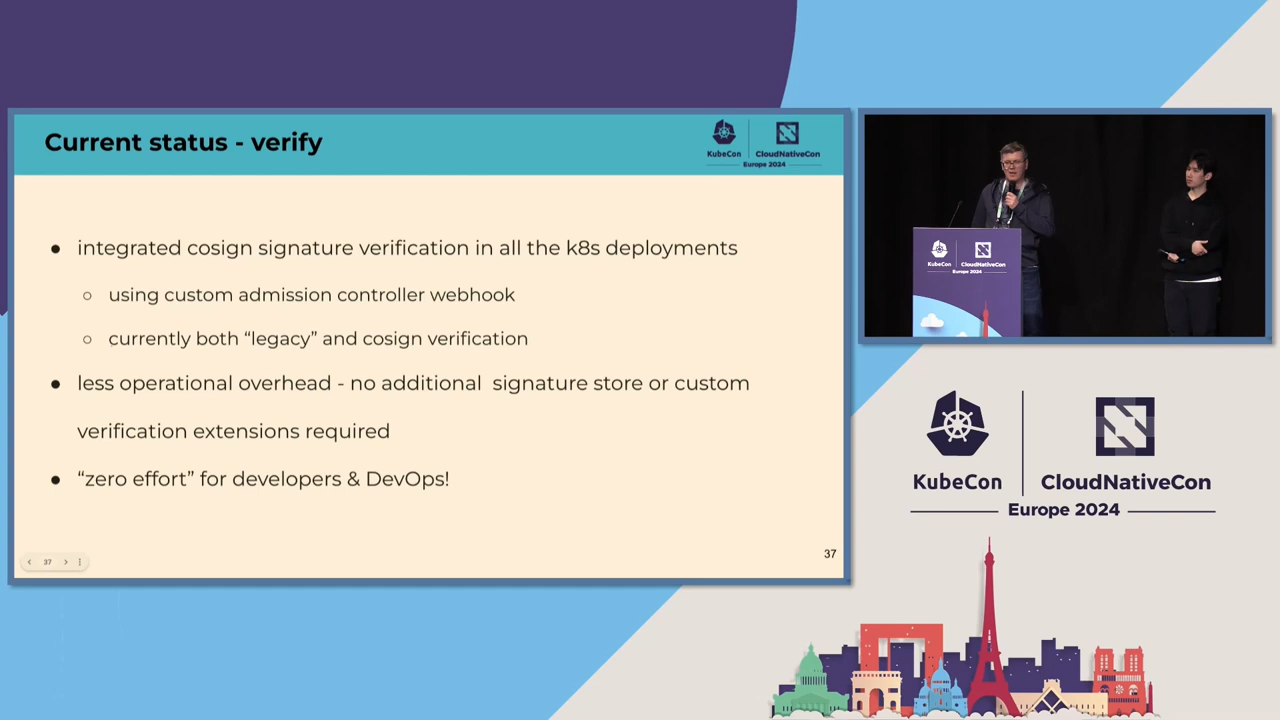 Current status - verify
KubeCon
CloudNativeCon
Europe 2024
● integrated cosign signature verification in all the k8s deployments
○ using custom admission controller webhook
○ currently both “legacy” and cosign verification
● less operational overhead - no additional signature store or custom
verification extensions required
● “zero effort” for developers & DevOps!
37
37
KubeCon
CloudNativeCon
Europe 2024
KubeCon
CloudNativeCon
Europe 2024